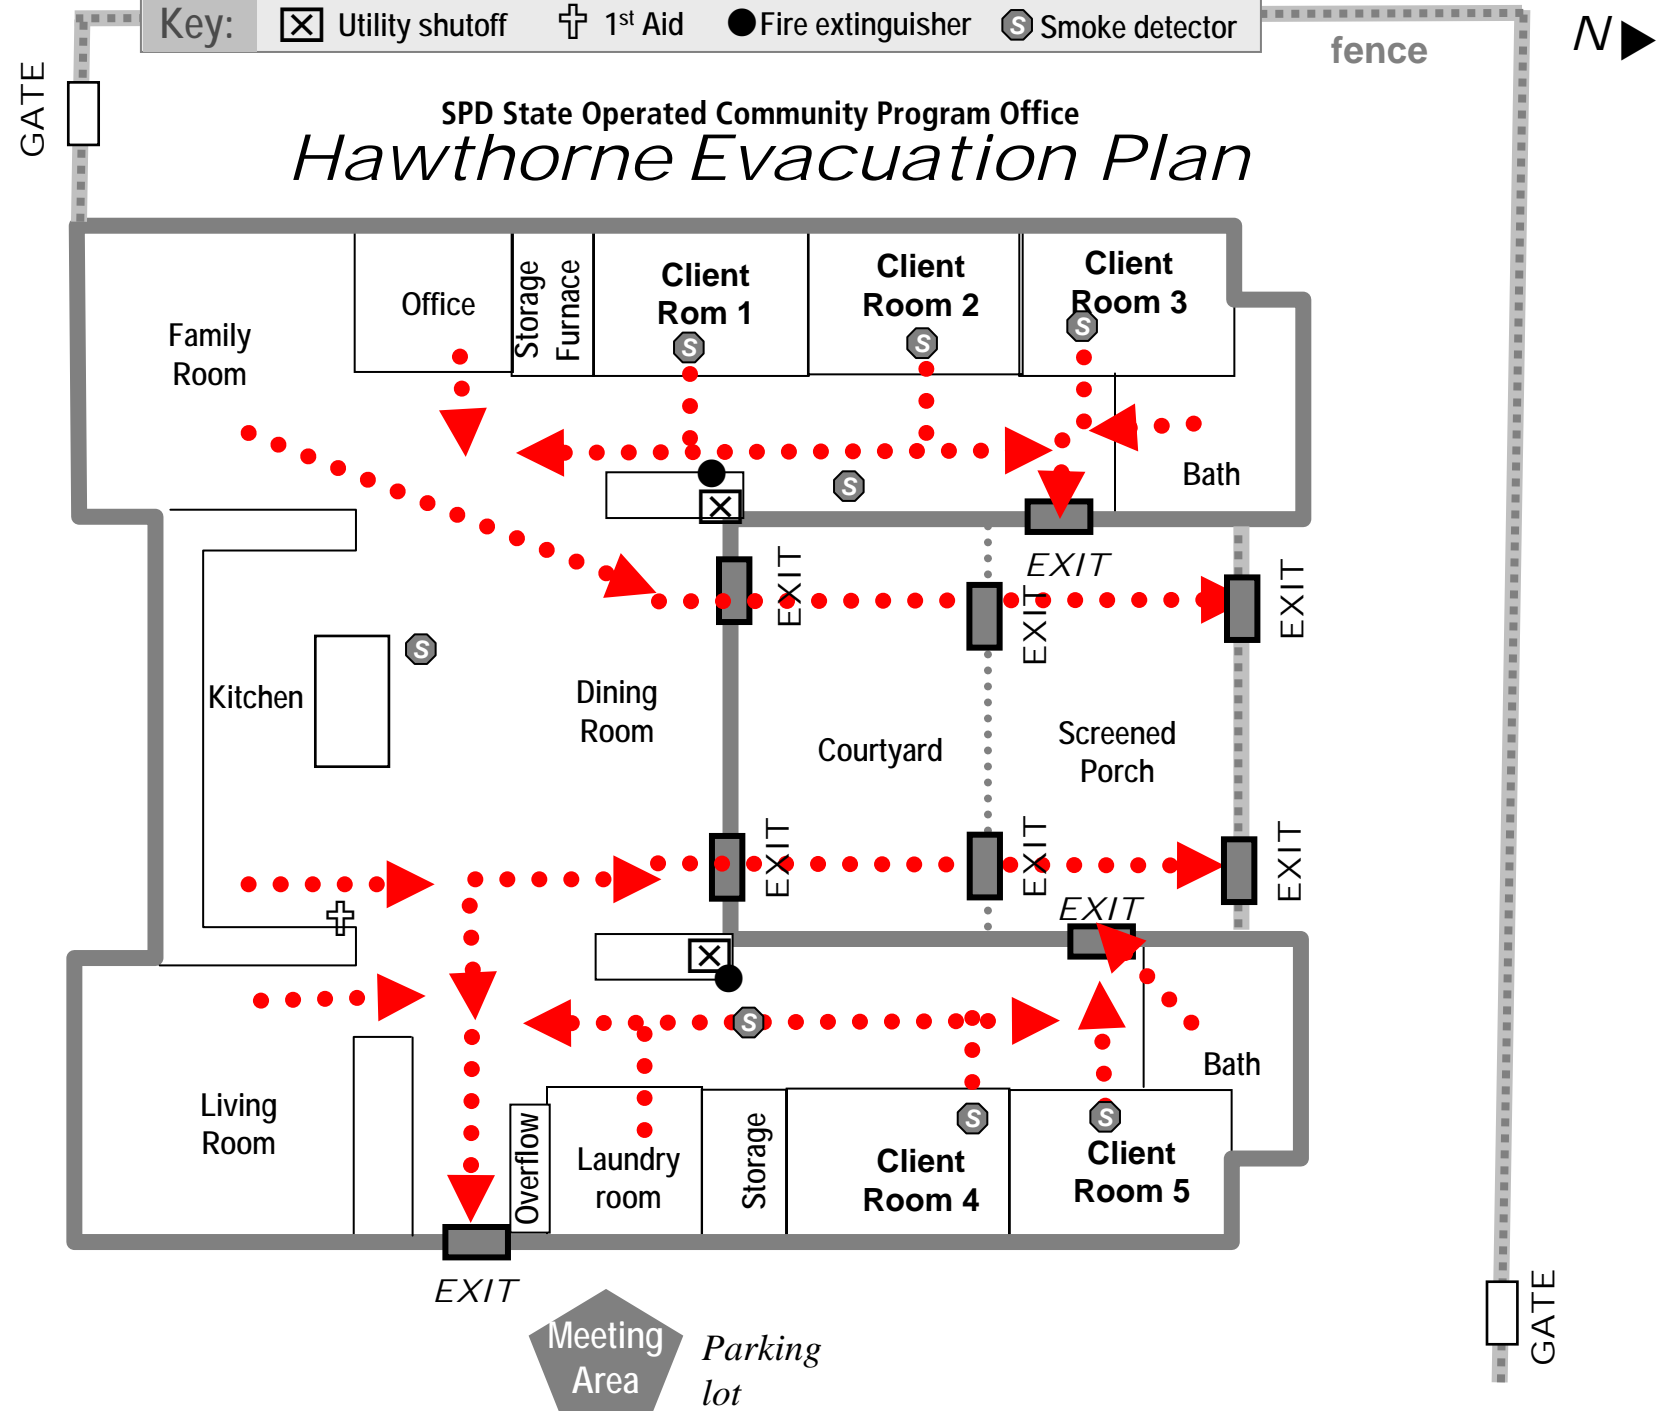 Key:
Utility shutoff
1st Aid
Fire extinguisher
S Smoke detector
N
fence
GATE
SPD State Operated Community Program Office
Hawthorne Evacuation Plan
Family
Room
Office
Storage
Furnace
Client
Rom 1
S
Client
Room 2
S
Client
Room 3
S
Bath
S
EXIT
EXIT
EXIT
EXIT
Kitchen
S
Dining
Room
Courtyard
Screened
Porch
EXIT
EXIT
EXIT
EXIT
S
Bath
Living
Room
Overflow
Laundry
room
Storage
S
Client
Room 4
S
Client
Room 5
EXIT
Meeting
Area
Parking
lot
GATE